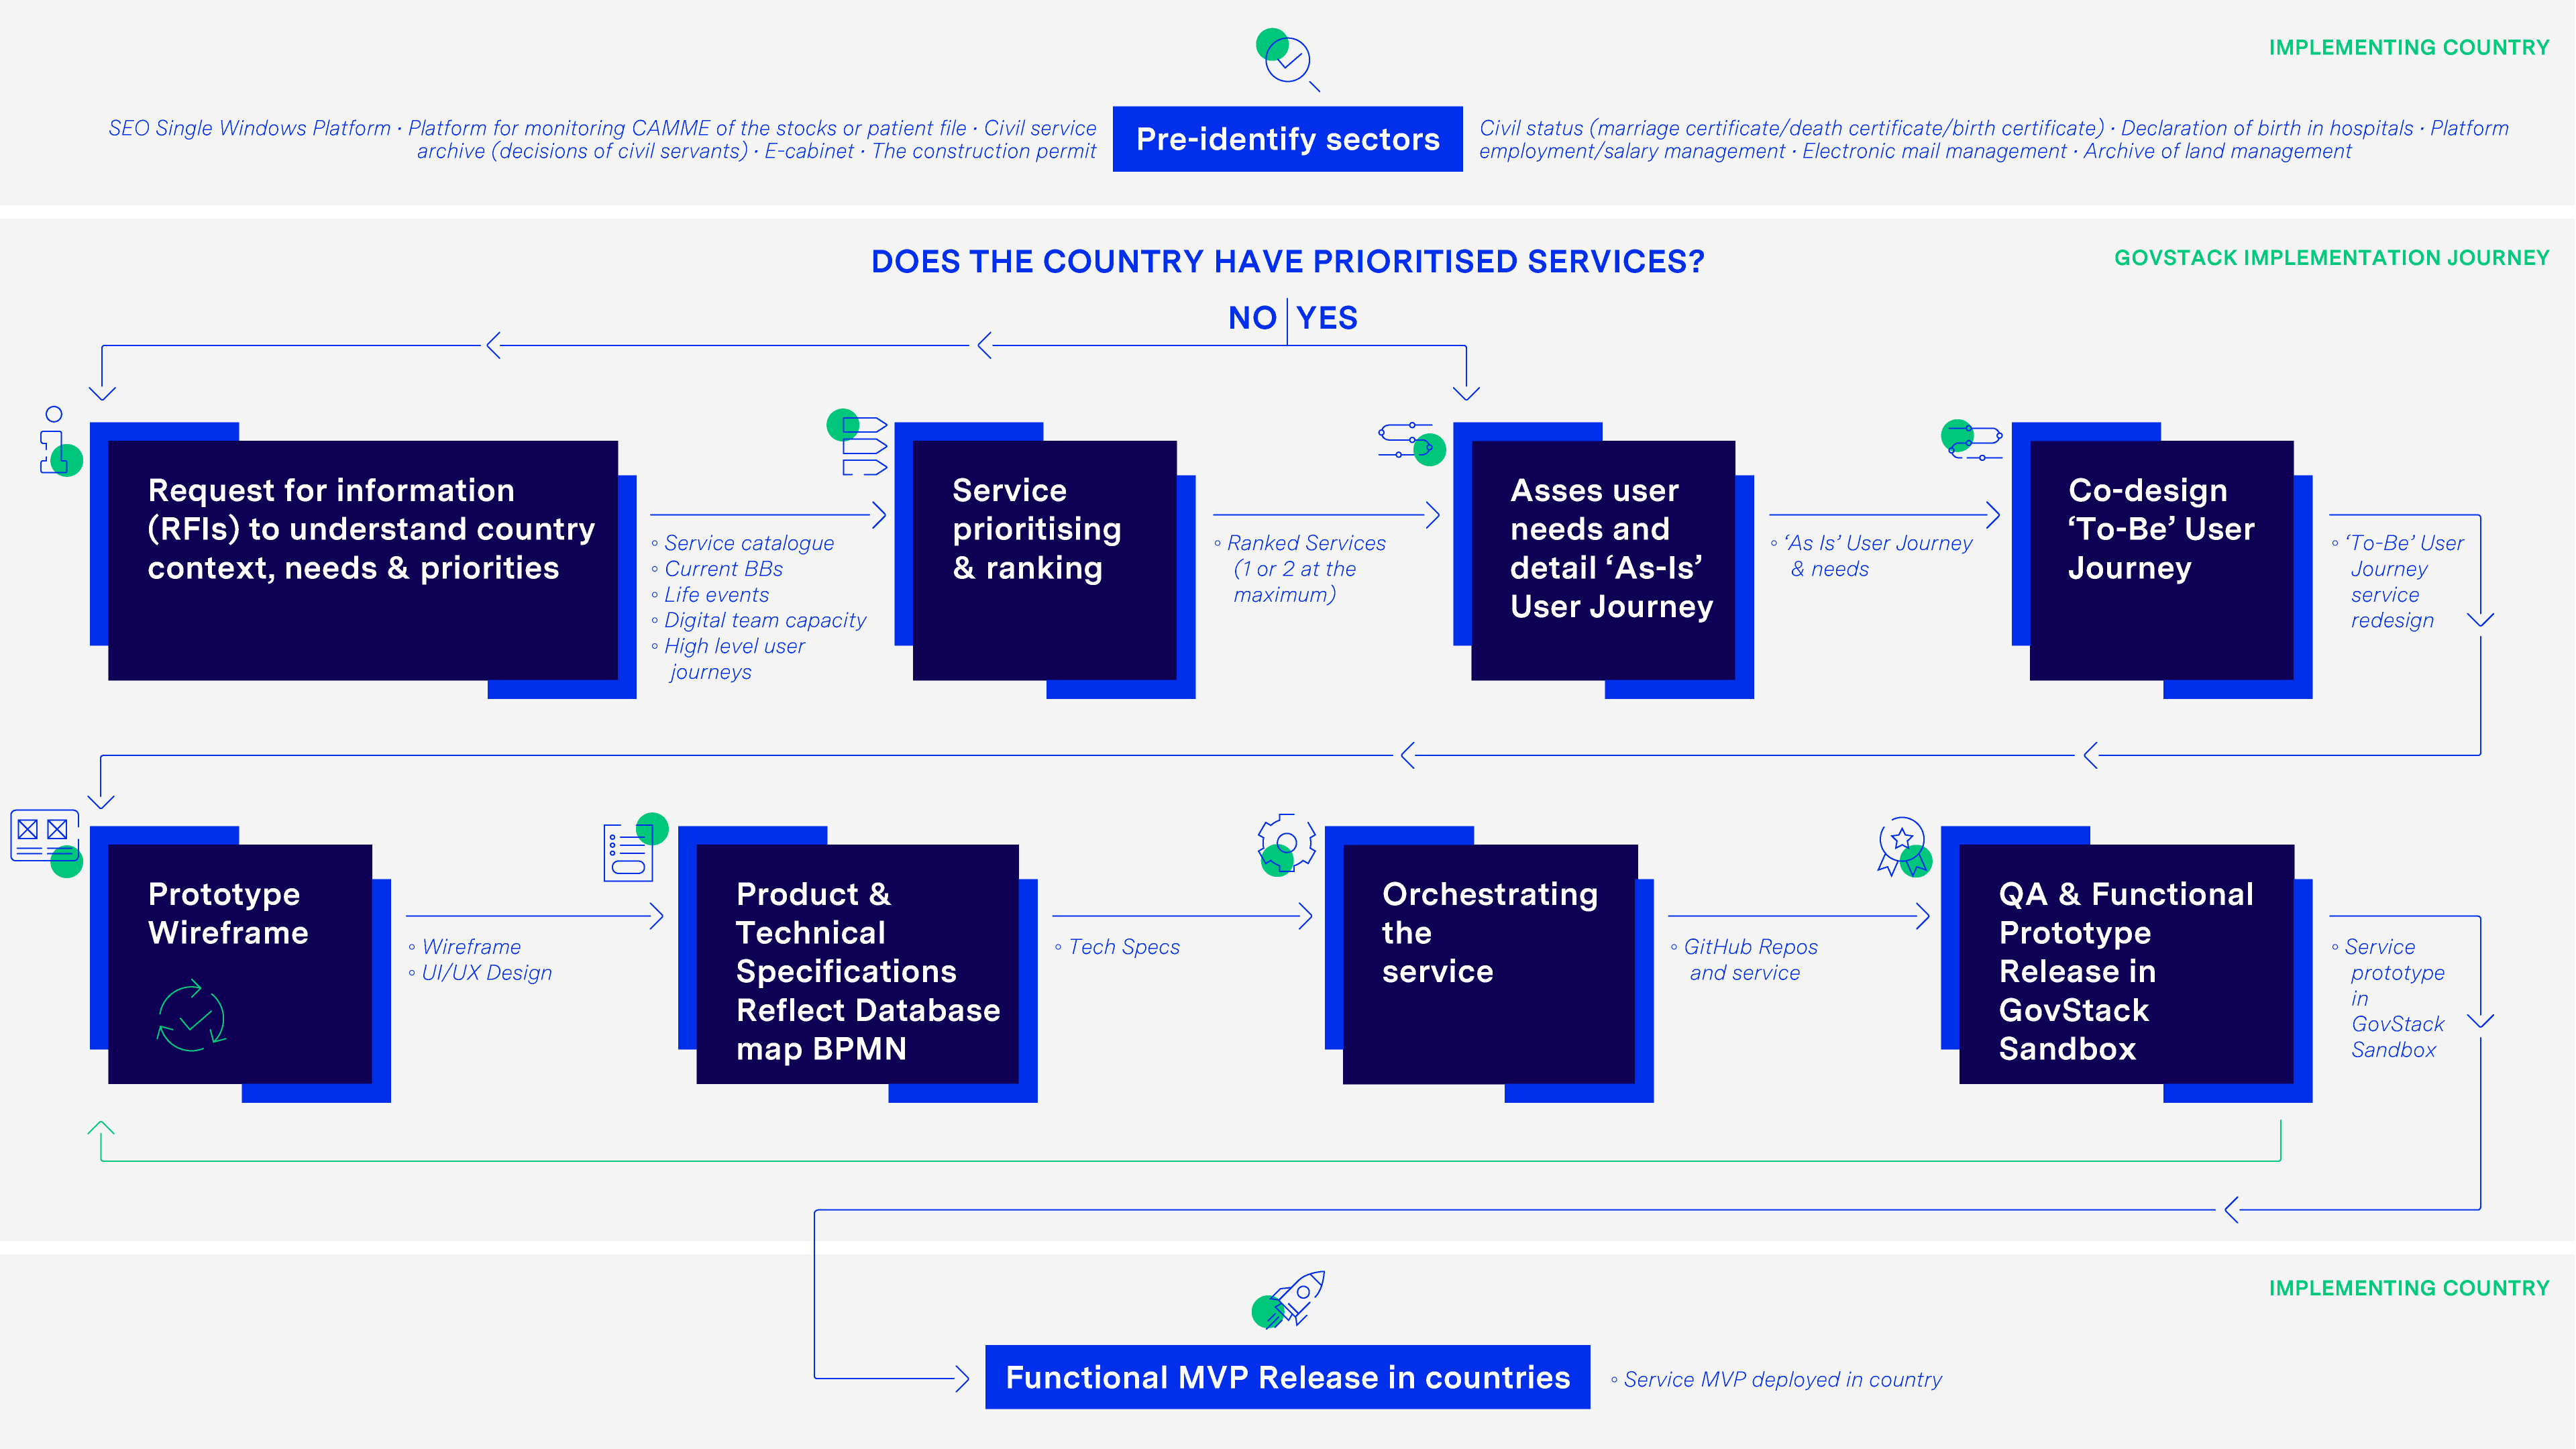 IMPLEMENTING COUNTRY
SEO Single Windows Platform · Platform for monitoring CAMME of the stocks or patient file · Civil service
archive (decisions of civil servants) · E-cabinet · The construction permit
Pre-identify sectors
Civil status (marriage certificate/death certificate/birth certificate) · Declaration of birth in hospitals · Platform
employment/salary management · Electronic mail management · Archive of land management
DOES THE COUNTRY HAVE PRIORITISED SERVICES?
GOVSTACK IMPLEMENTATION JOURNEY
NO
YES
Request for information
(RFIs) to understand country
context, needs & priorities
◦ Service catalogue
◦ Current BBs
◦ Life events
◦ Digital team capacity
◦ High level user
journeys
Service
prioritising
& ranking
◦ Ranked Services
(1 or 2 at the
maximum)
Asses user
needs and
detail ‘As-Is’
User Journey
◦ ‘As Is’ User Journey
& needs
Co-design
‘To-Be’ User
Journey
◦ ‘To-Be’ User
Journey
service
redesign
Prototype
Wireframe
◦ Wireframe
◦ UI/UX Design
Product &
Technical
Specifications
Reflect Database
map BPMN
◦ Tech Specs
Orchestrating
the
service
◦ GitHub Repos
and service
QA & Functional
Prototype
Release in
GovStack
Sandbox
◦ Service
prototype
in
GovStack
Sandbox
IMPLEMENTING COUNTRY
Functional MVP Release in countries
◦ Service MVP deployed in country